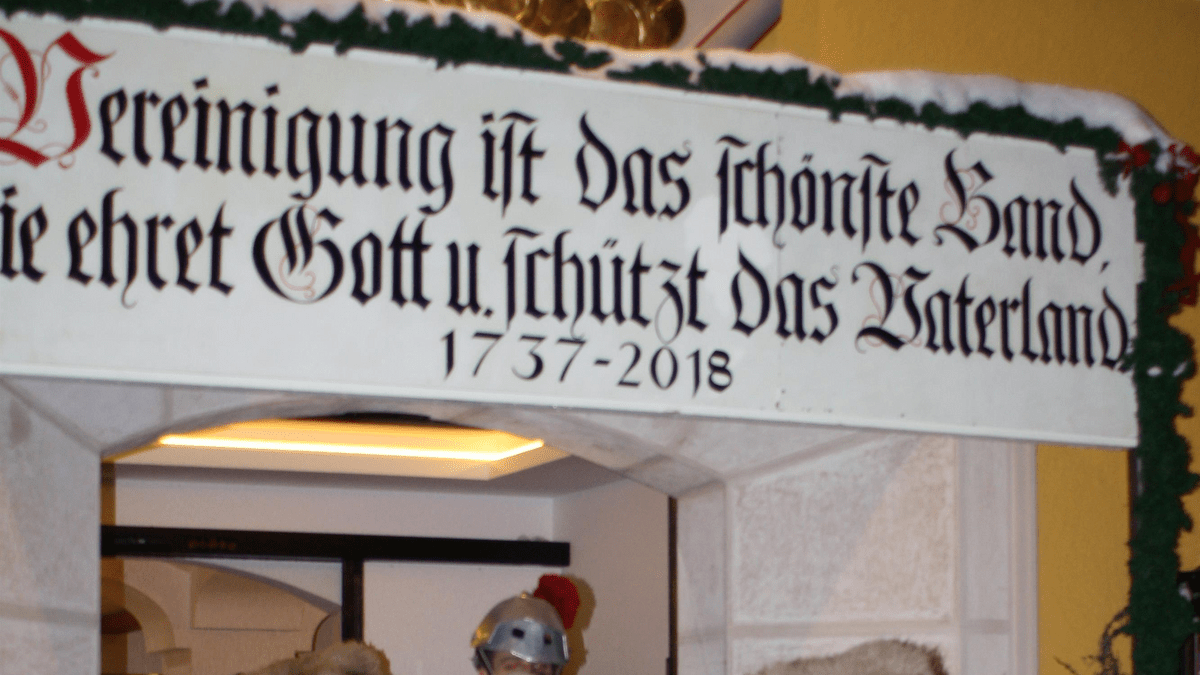 Vereinigung ist das schönste Band,
ie ehret Gott u. schützt das Vaterland.
1737-2018